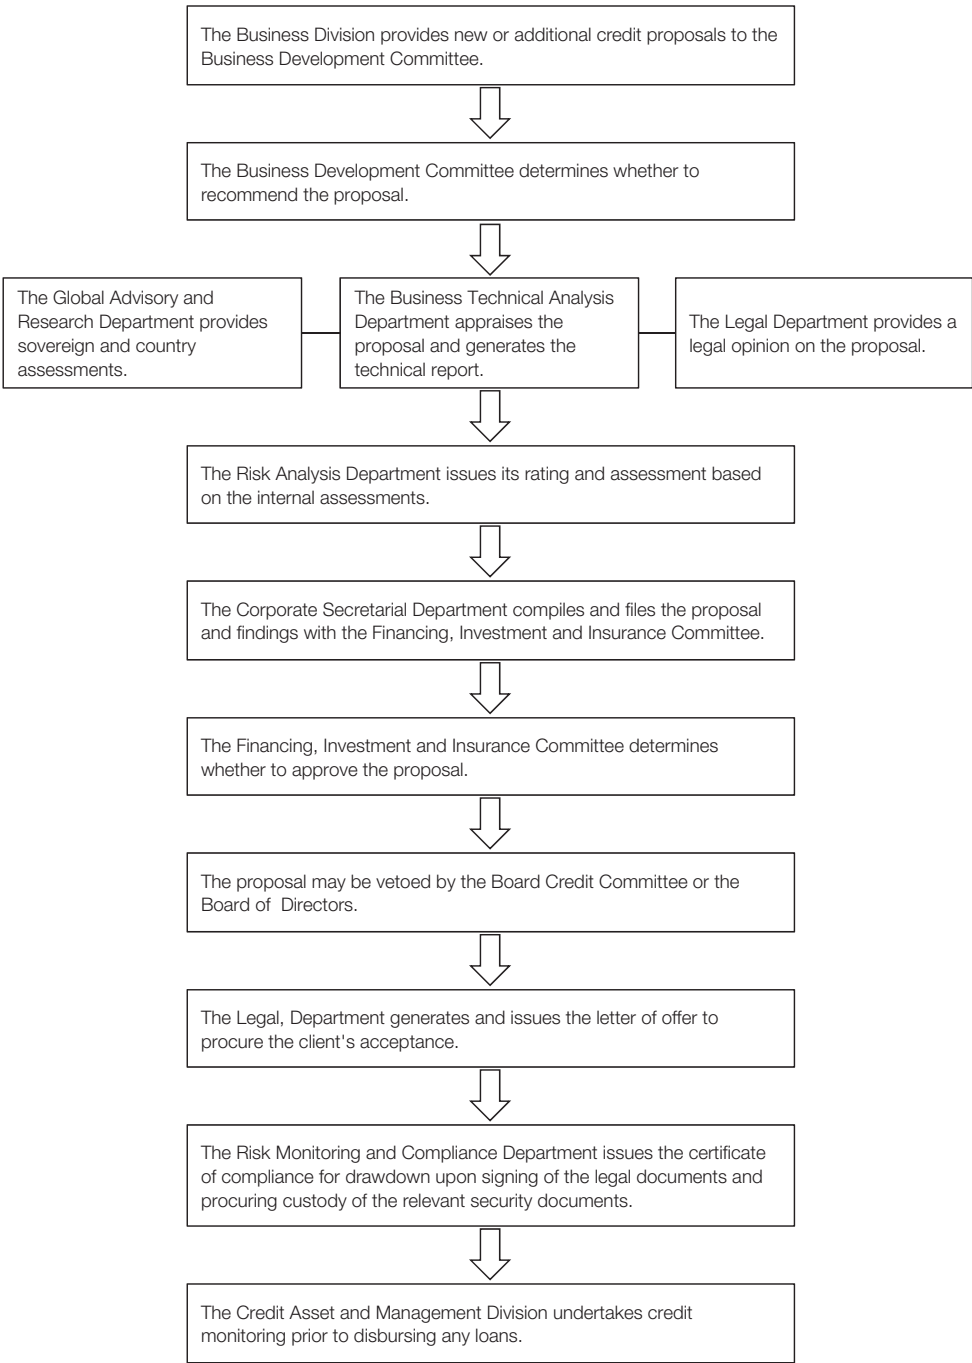 The Business Division provides new or additional credit proposals to the
Business Development Committee.
The Business Development Committee determines whether to
recommend the proposal.
The Global Advisory and
Research Department provides
sovereign and country
assessments.
The Business Technical Analysis
Department appraises the
proposal and generates the
technical report.
The Legal Department provides a
legal opinion on the proposal.
The Risk Analysis Department issues its rating and assessment based
on the internal assessments.
The Corporate Secretarial Department compiles and files the proposal
and findings with the Financing, Investment and Insurance Committee.
The Financing, Investment and Insurance Committee determines
whether to approve the proposal.
The proposal may be vetoed by the Board Credit Committee or the
Board of  Directors.
The Legal, Department generates and issues the letter of offer to
procure the client's acceptance.
The Risk Monitoring and Compliance Department issues the certificate
of compliance for drawdown upon signing of the legal documents and
procuring custody of the relevant security documents.
The Credit Asset and Management Division undertakes credit
monitoring prior to disbursing any loans.